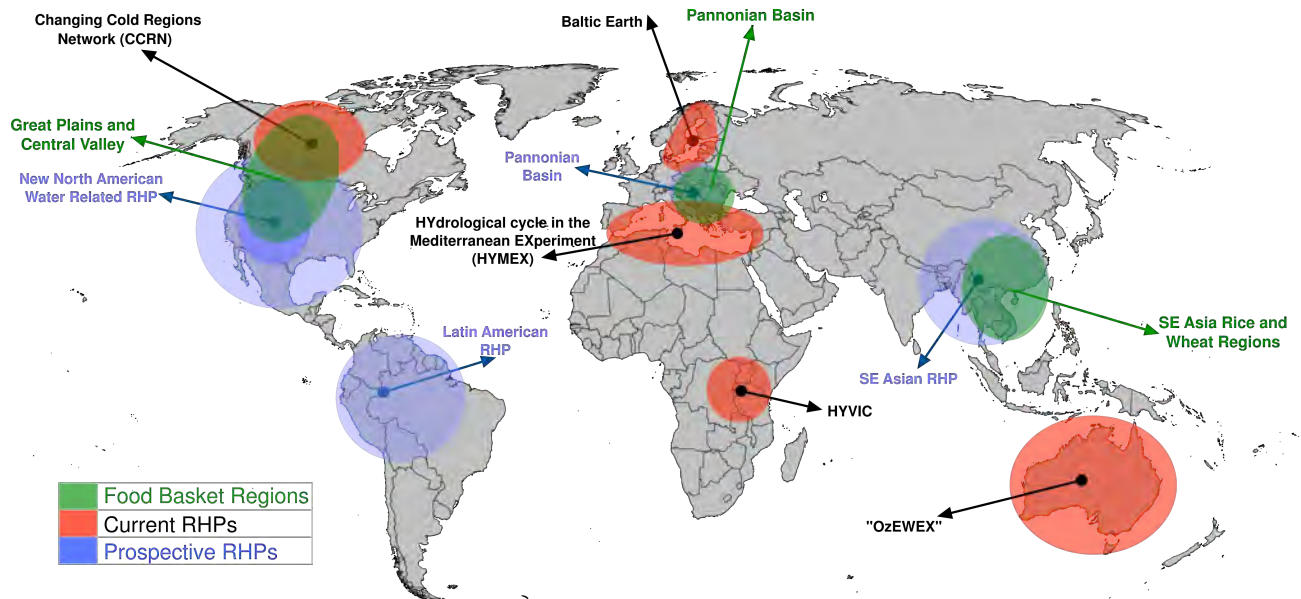 Changing Cold Regions
Network (CCRN)
Baltic Earth
Pannonian Basin
Great Plains and
Central Valley
New North American
Water Related RHP
Pannonian
Basin
HYdrological cycle in the
Mediterranean EXperiment
(HYMEX)
Latin American
RHP
SE Asia Rice and
Wheat Regions
SE Asian RHP
HYVIC
"OzEWEX"
Food Basket Regions
Current RHPs
Prospective RHPs